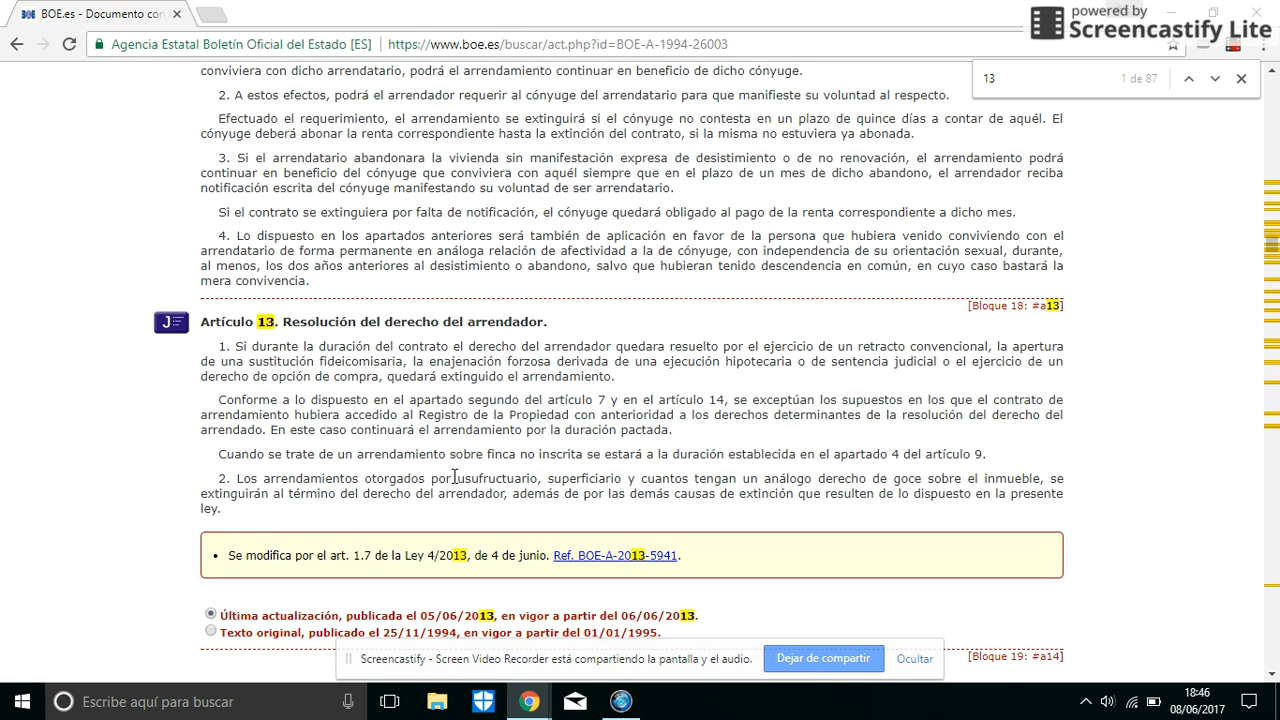 BOE.es - Documento con
powered by
Screencastify Lite
Agencia Estatal Boletín Oficial del Estado [ES]
https://www.boe.es/buscar/act.php?id=BOE-A-1994-26003
13
1 de 87
conviviera con dicho arrendatario, podrá el arrendamiento continuar en beneficio de dicho cónyuge.
2. A estos efectos, podrá el arrendador requerir al cónyuge del arrendatario para que manifieste su voluntad al respecto.
Efectuado el requerimiento, el arrendamiento se extinguirá si el cónyuge no contesta en un plazo de quince días a contar de aquél. El
cónyuge deberá abonar la renta correspondiente hasta la extinción del contrato, si la misma no estuviera ya abonada.
3. Si el arrendatario abandonara la vivienda sin manifestación expresa de desistimiento o de no renovación, el arrendamiento podrá
continuar en beneficio del cónyuge que conviviera con aquél siempre que en el plazo de un mes de dicho abandono, el arrendador reciba
notificación escrita del cónyuge manifestando su voluntad de ser arrendatario.
Si el contrato se extinguiera por falta de notificación, el cónyuge quedará obligado al pago de la renta correspondiente a dicho mes.
4. Lo dispuesto en los apartados anteriores será también de aplicación en favor de la persona que hubiera venido conviviendo con el
arrendatario de forma permanente en análoga relación de afectividad a la de cónyuge, con independencia de su orientación sexual, durante,
al menos, los dos años anteriores al desistimiento o abandono, salvo que hubieran tenido descendencia en común, en cuyo caso bastará la
mera convivencia.
[Bloque 18: #a13]
Artículo 13. Resolución del derecho del arrendador.
1. Si durante la duración del contrato el derecho del arrendador quedara resuelto por el ejercicio de un retracto convencional, la apertura
de una sustitución fideicomisaria, la enajenación forzosa derivada de una ejecución hipotecaria o de sentencia judicial o el ejercicio de un
derecho de opción de compra, quedará extinguido el arrendamiento.
Conforme a lo dispuesto en el apartado segundo del artículo 7 y en el artículo 14, se exceptúan los supuestos en los que el contrato de
arrendamiento hubiera accedido al Registro de la Propiedad con anterioridad a los derechos determinantes de la resolución del derecho del
arrendado. En este caso continuará el arrendamiento por la duración pactada.
Cuando se trate de un arrendamiento sobre finca no inscrita se estará a la duración establecida en el apartado 4 del artículo 9.
2. Los arrendamientos otorgados por usufructuario, superficiario y cuantos tengan un análogo derecho de goce sobre el inmueble, se
extinguirán al término del derecho del arrendador, además de por las demás causas de extinción que resulten de lo dispuesto en la presente
ley.
Se modifica por el art. 1.7 de la Ley 4/2013, de 4 de junio. Ref. BOE-A-2013-5941.
Última actualización, publicada el 05/06/2013, en vigor a partir del 06/06/2013.
Texto original, publicado el 25/11/1994, en vigor a partir del 01/01/1995.
[Bloque 19: #a14]
Screencastify - Screen Video Recorder está compartiendo la pantalla y el audio.
Dejar de compartir
Ocultar
Escribe aquí para buscar
18:46
08/06/2017